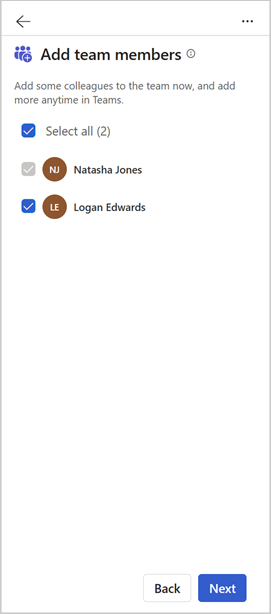 Add team members
Add some colleagues to the team now, and add
more anytime in Teams.
Select all (2)
NJ Natasha Jones
LE Logan Edwards
Back Next